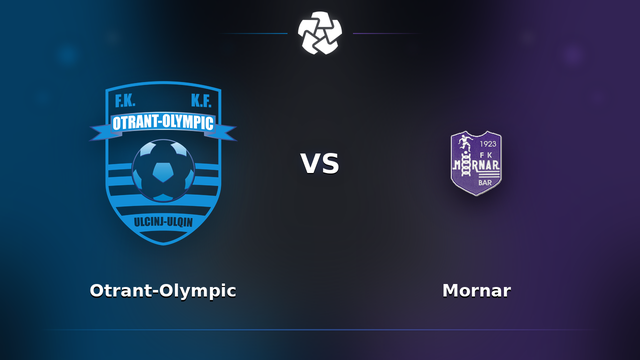 F.K. K.F.
OTRANT-OLYMPIC
ULCINJ-ULQIN
VS
1923
F K
MORNAR
BAR
Otrant-Olympic
Mornar